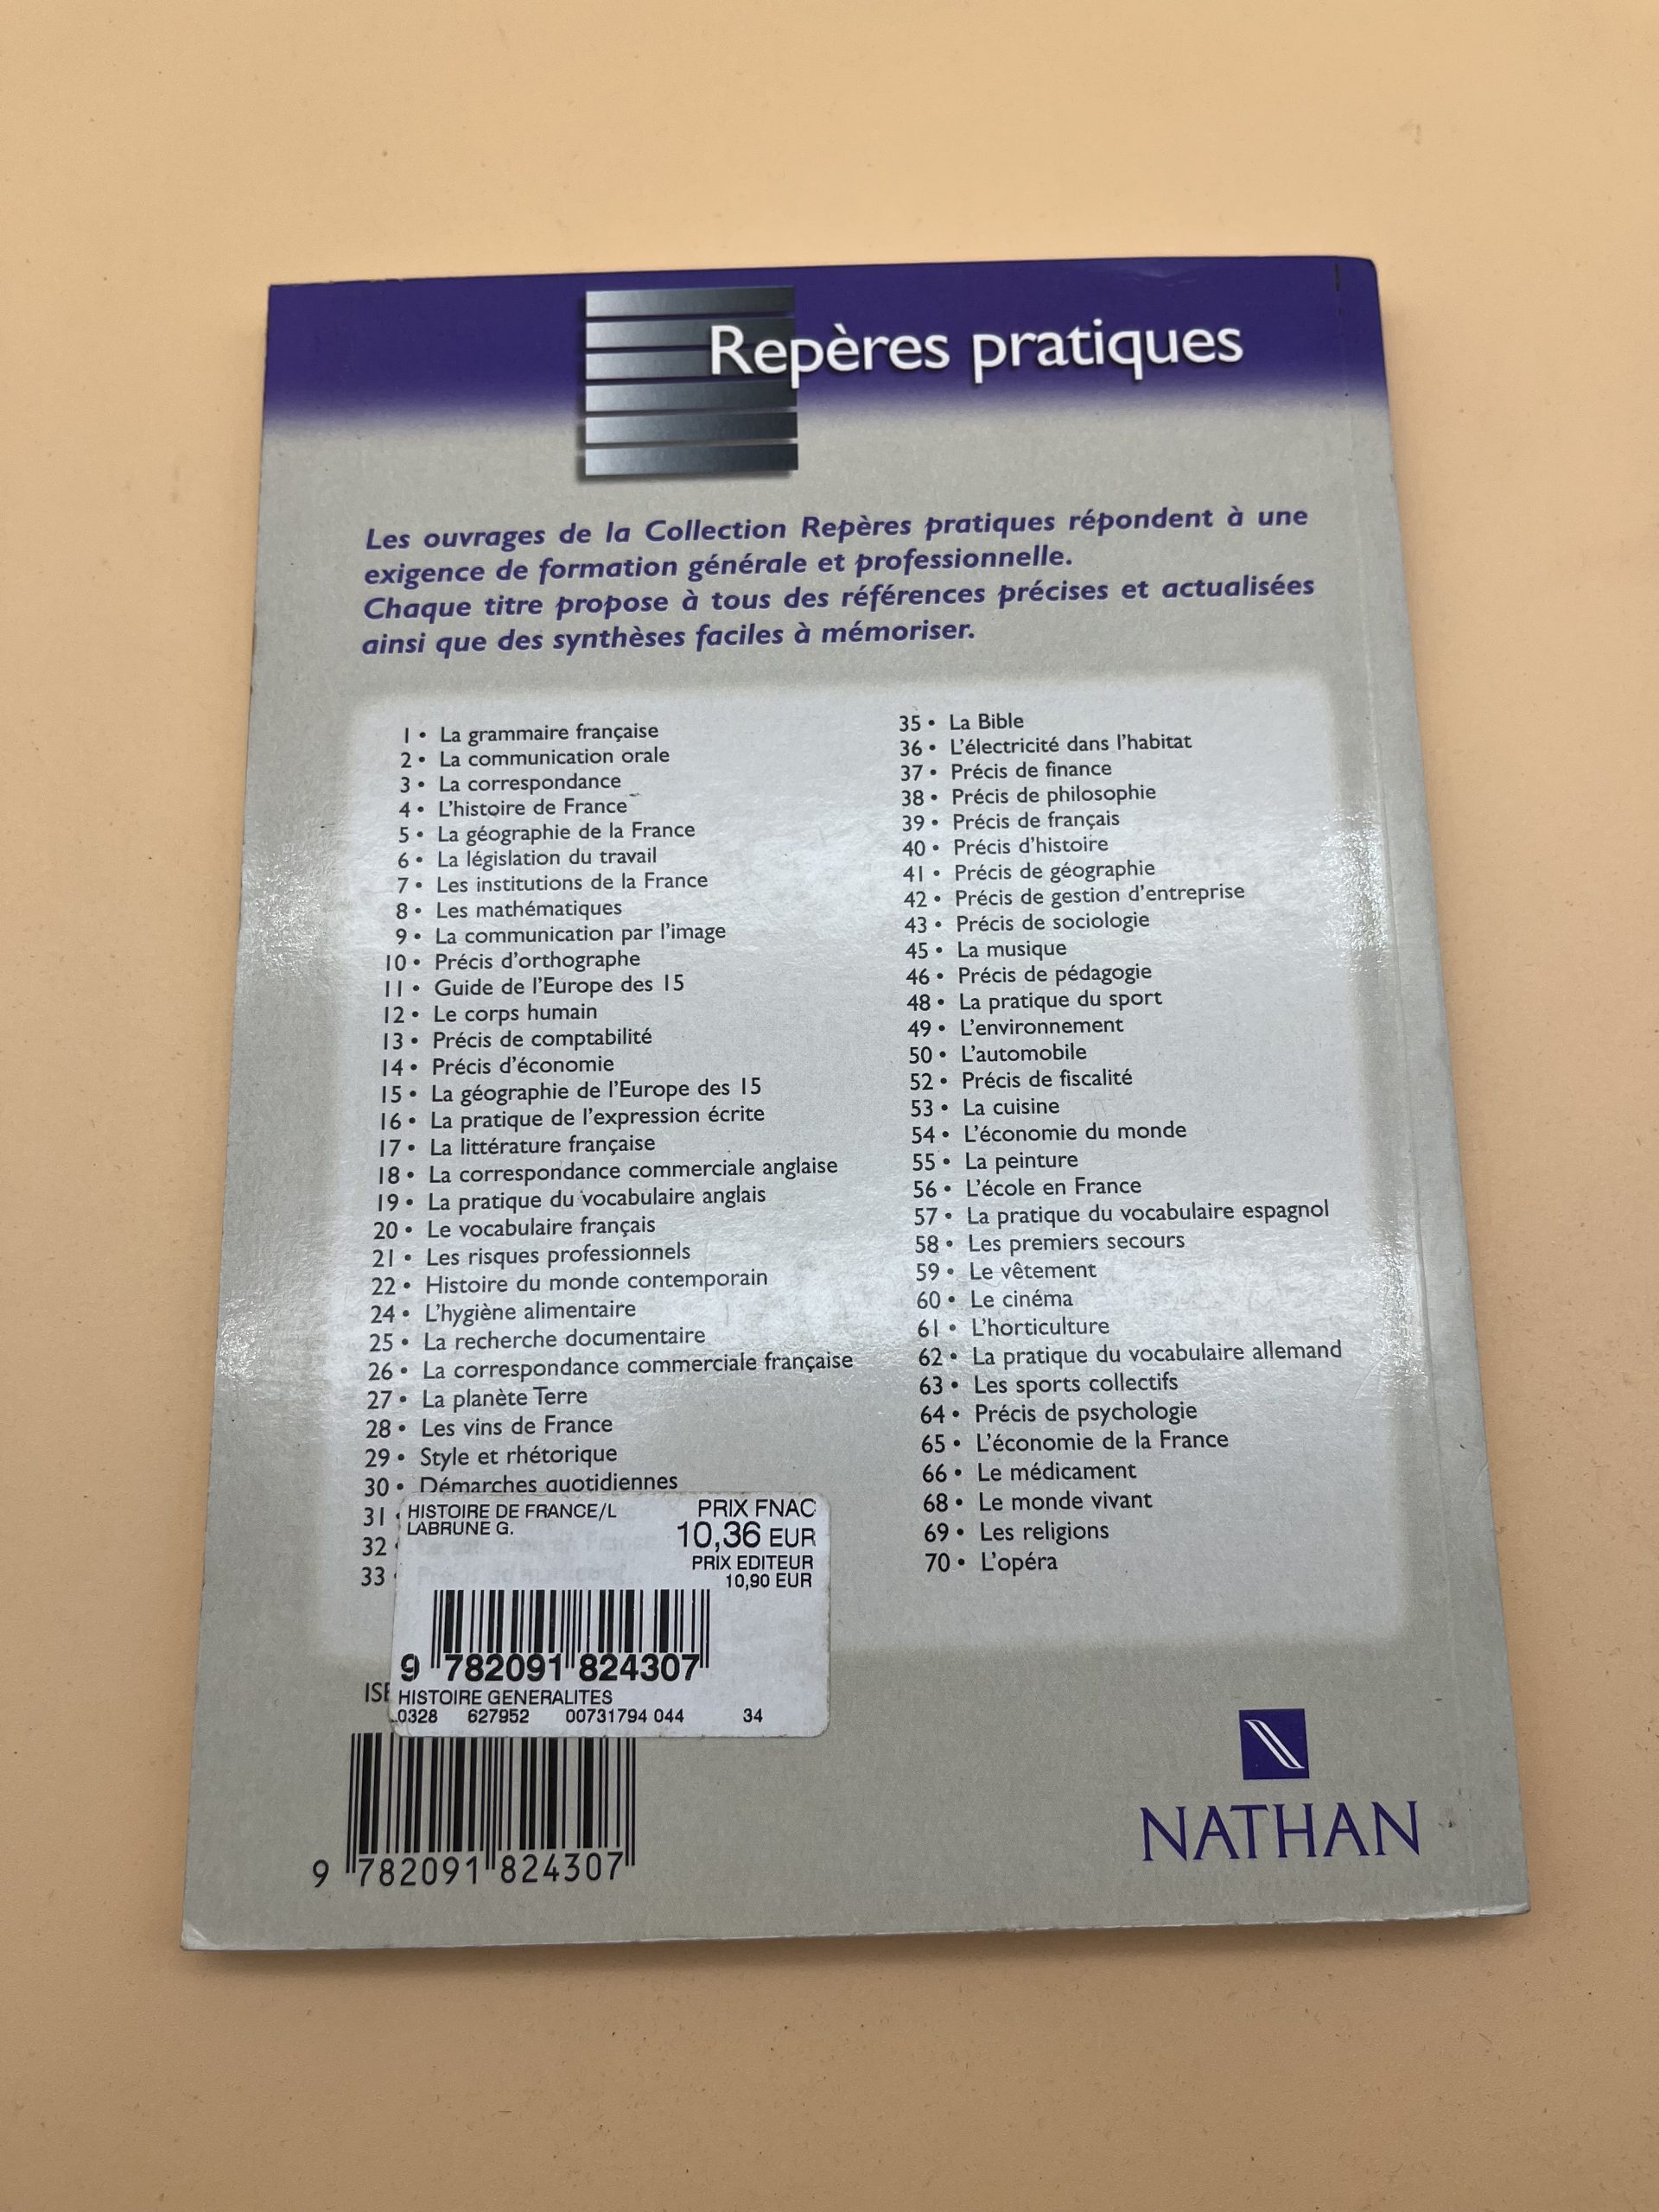 Repères pratiques
Les ouvrages de la Collection Repères pratiques répondent à une
exigence de formation générale et professionnelle.
Chaque titre propose à tous des références précises et actualisées
ainsi que des synthèses faciles à mémoriser.
1 • La grammaire française
2 • La communication orale
3 • La correspondance
4 • L'histoire de France
5 • La géographie de la France
6 • La législation du travail
7 • Les institutions de la France
8 • Les mathématiques
9 • La communication par l'image
10 • Précis d'orthographe
11 • Guide de l'Europe des 15
12 • Le corps humain
13 • Précis de comptabilité
14 • Précis d'économie
15 • La géographie de l'Europe des 15
16 • La pratique de l'expression écrite
17 • La littérature française
18 • La correspondance commerciale anglaise
19 • La pratique du vocabulaire anglais
20 • Le vocabulaire français
21 • Les risques professionnels
22 • Histoire du monde contemporain
24 • L'hygiène alimentaire
25 • La recherche documentaire
26 • La correspondance commerciale française
27 • La planète Terre
28 • Les vins de France
29 • Style et rhétorique
30 • Démarches quotidiennes
31 •
32 •
33 •
35 • La Bible
36 • L'électricité dans l'habitat
37 • Précis de finance
38 • Précis de philosophie
39 • Précis de français
40 • Précis d'histoire
41 • Précis de géographie
42 • Précis de gestion d'entreprise
43 • Précis de sociologie
45 • La musique
46 • Précis de pédagogie
48 • La pratique du sport
49 • L'environnement
50 • L'automobile
52 • Précis de fiscalité
53 • La cuisine
54 • L'économie du monde
55 • La peinture
56 • L'école en France
57 • La pratique du vocabulaire espagnol
58 • Les premiers secours
59 • Le vêtement
60 • Le cinéma
61 • L'horticulture
62 • La pratique du vocabulaire allemand
63 • Les sports collectifs
64 • Précis de psychologie
65 • L'économie de la France
66 • Le médicament
68 • Le monde vivant
69 • Les religions
70 • L'opéra
HISTOIRE DE FRANCE/L PRIX FNAC
LABRUNE G. 10,36 EUR
PRIX EDITEUR
10,90 EUR
9 782091 824307
HISTOIRE GENERALITES
0328 627952 00731794 044 34
9 782091 824307
NATHAN